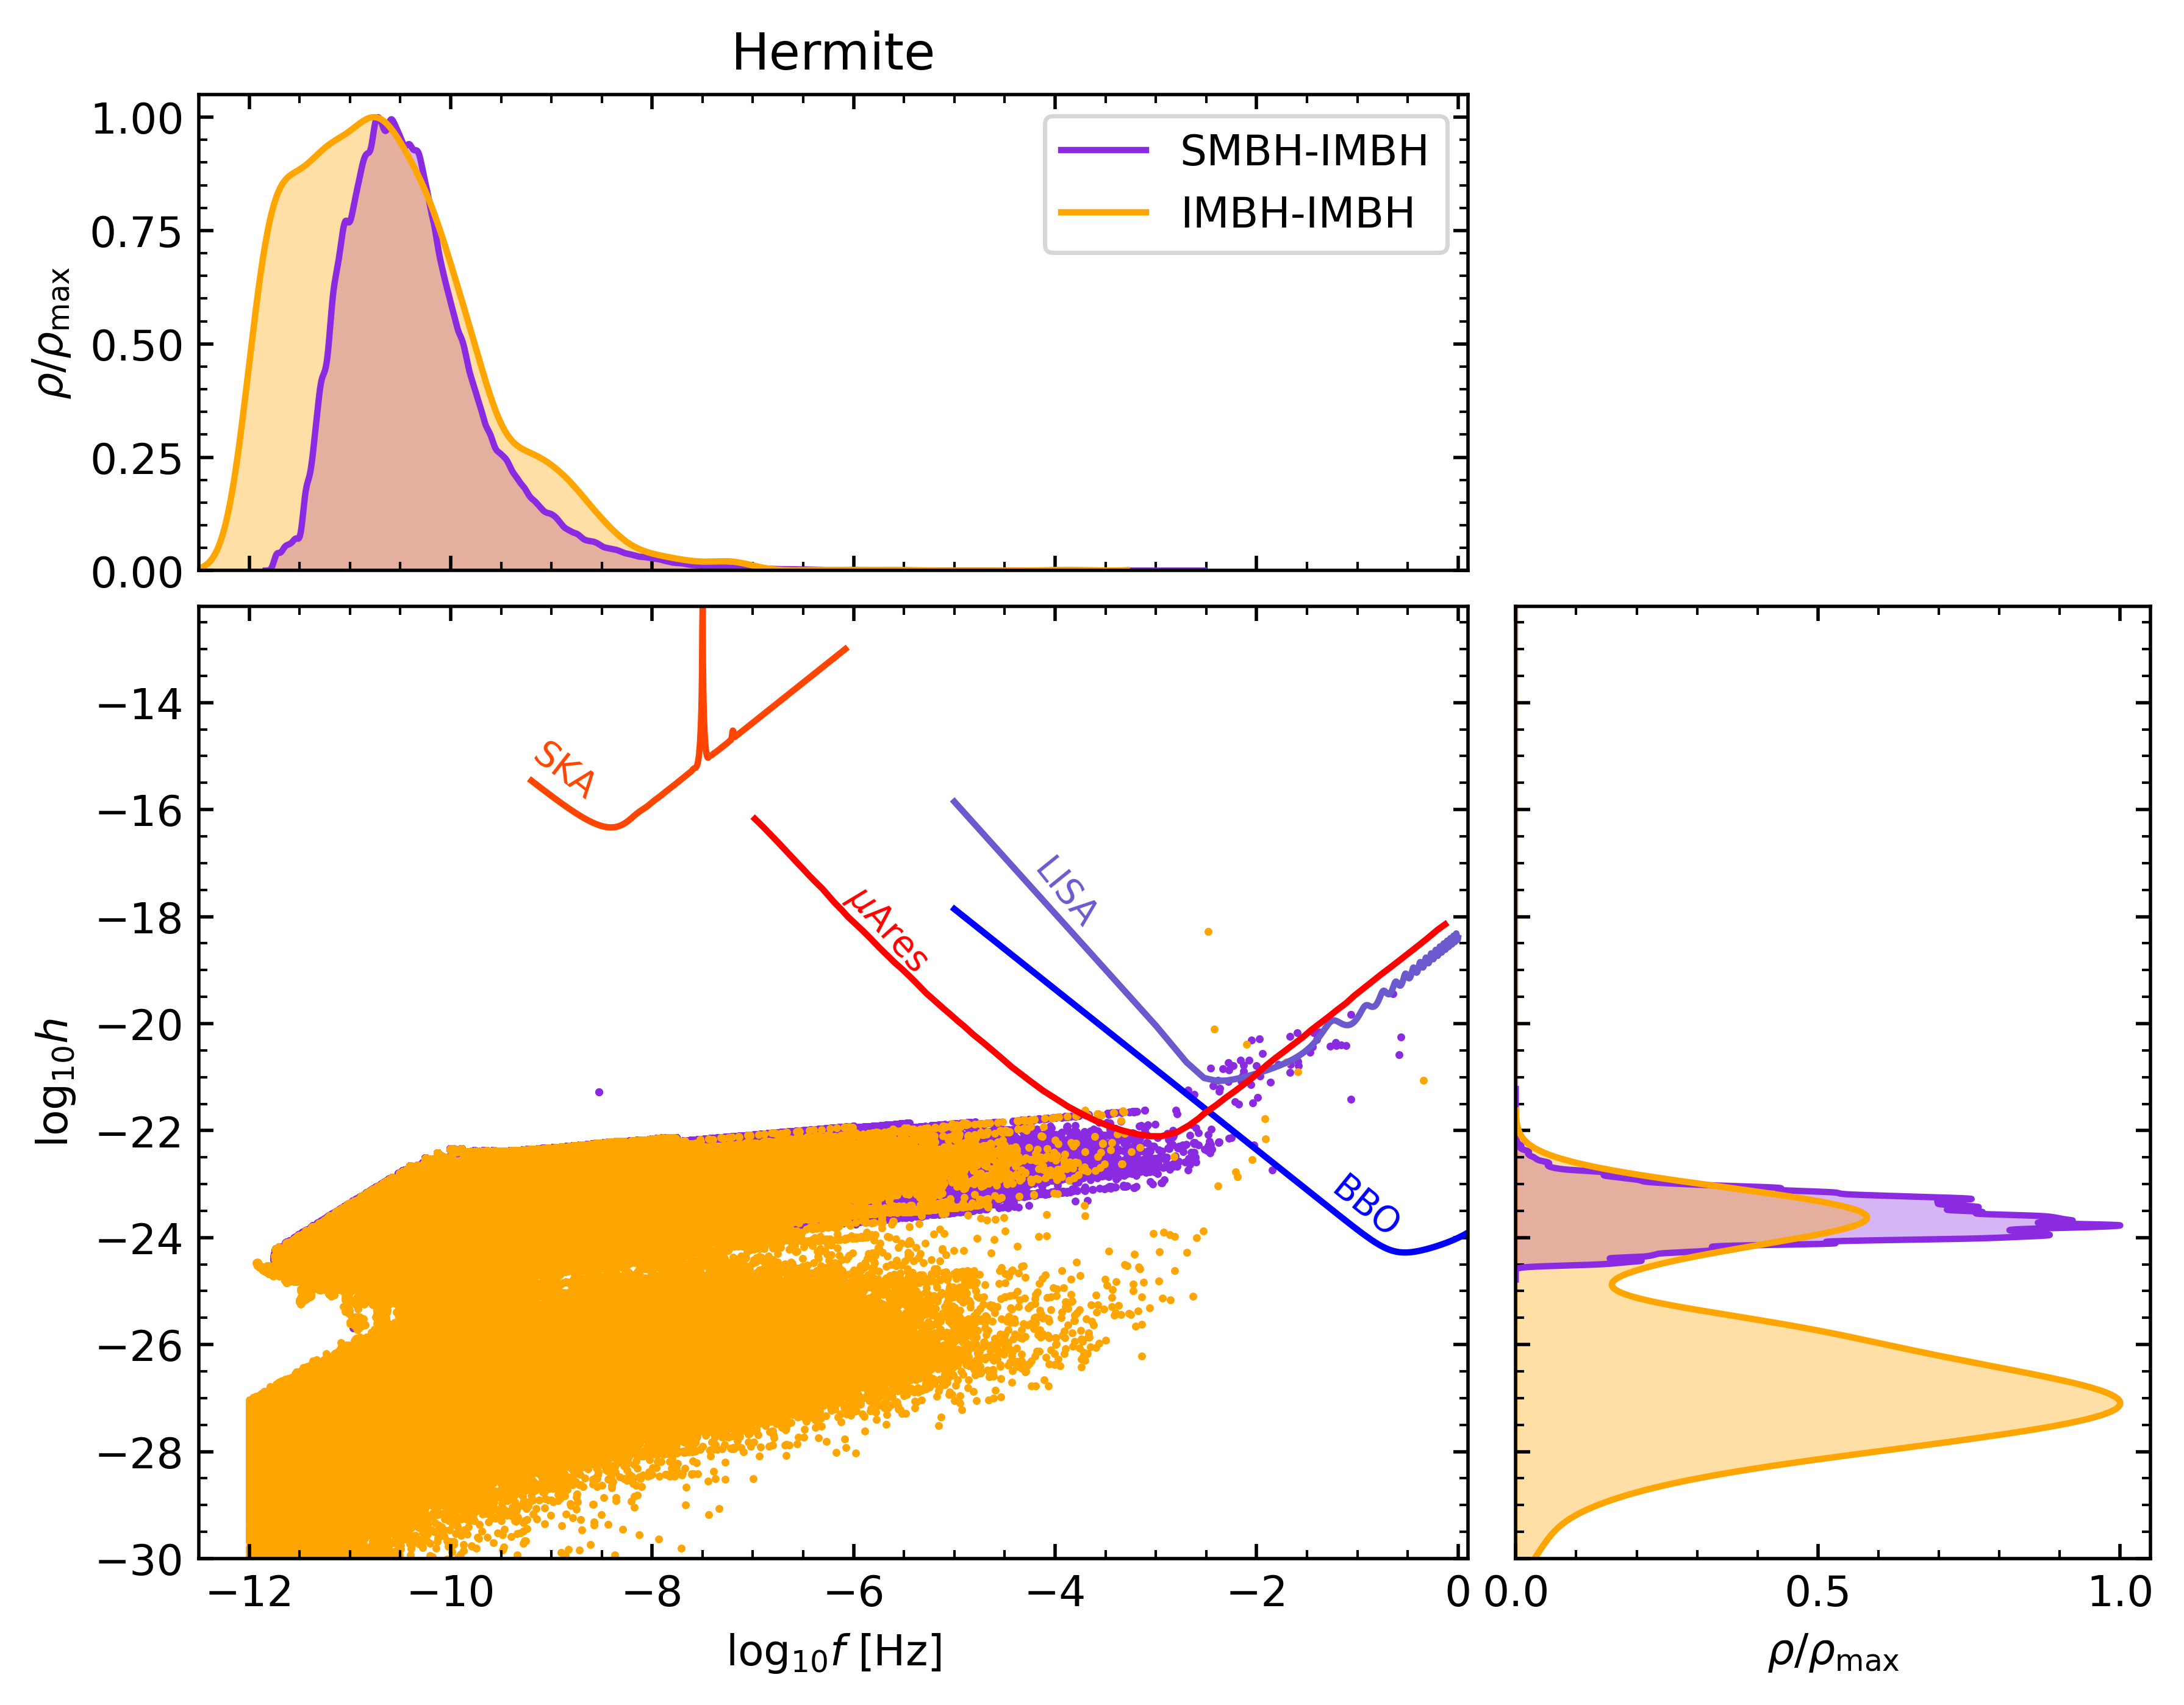 Hermite
1.00
0.75
0.50
0.25
0.00
ρ/ρmax
SMBH-IMBH
IMBH-IMBH
−14
−16
−18
−20
−22
−24
−26
−28
−30
log10h
SKA
μAres
LISA
BBO
−12 −10 −8 −6 −4 −2 0
log10f [Hz]
0.0 0.5 1.0
ρ/ρmax